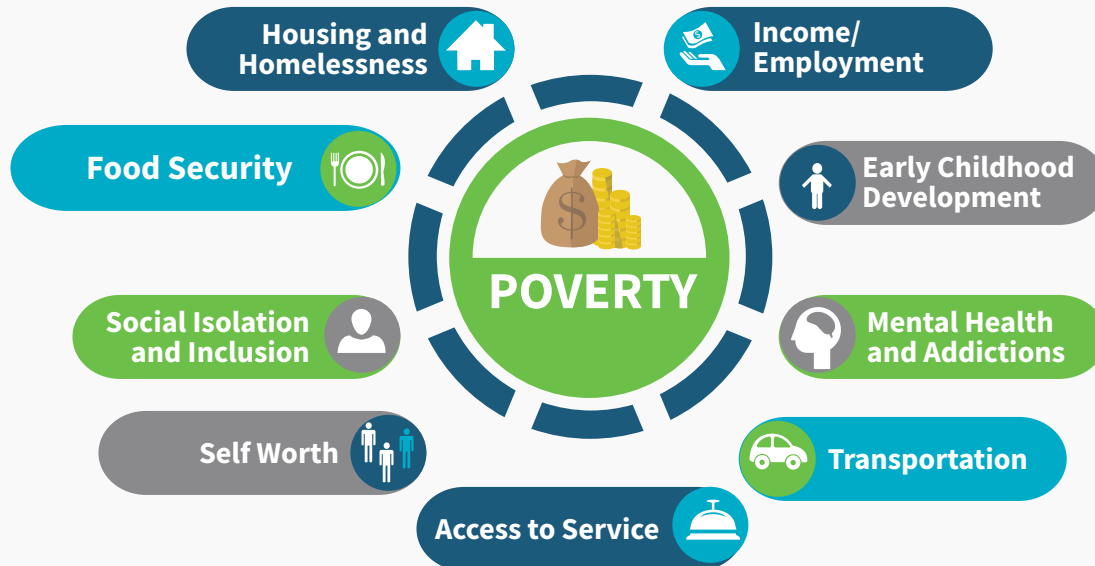 Housing and
Homelessness
Income/
Employment
Food Security
Early Childhood
Development
$
POVERTY
Social Isolation
and Inclusion
Mental Health
and Addictions
Self Worth
Transportation
Access to Service